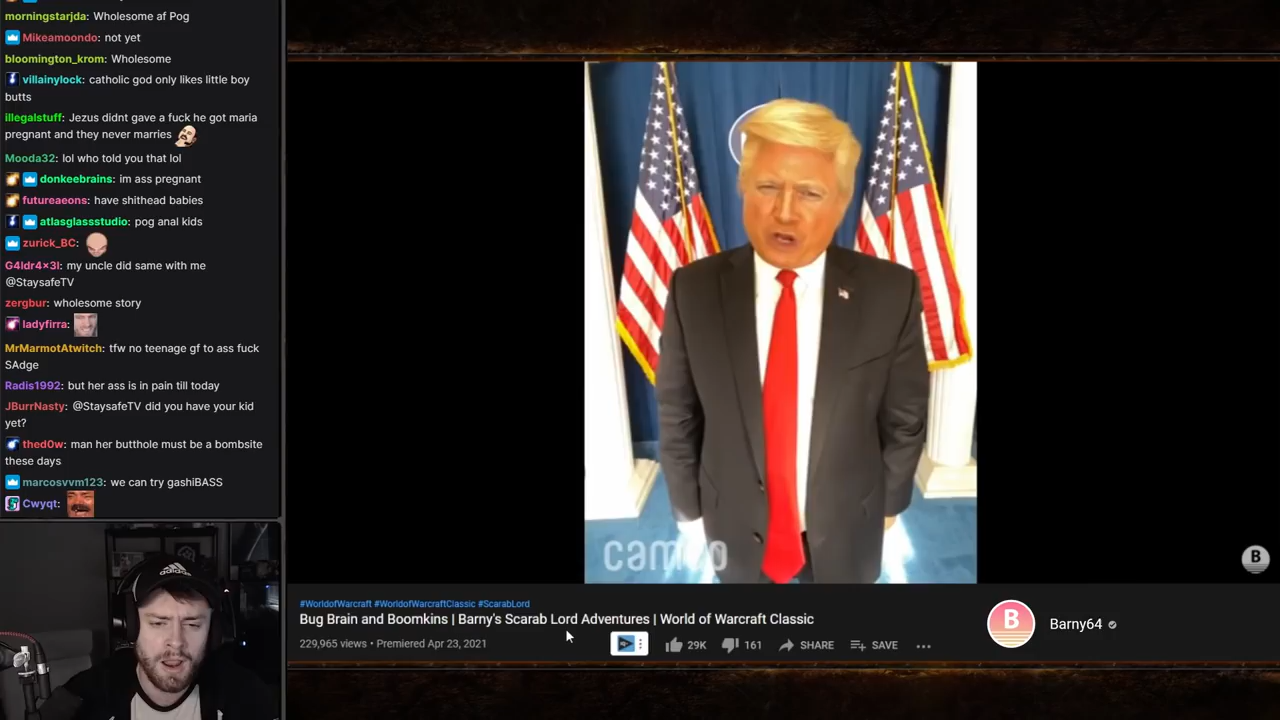 morningstarjda: Wholesome af Pog
Mikeamoondo: not yet
bloomington_krom: Wholesome
villainylock: catholic god only likes little boy
butts
illegalstuff: Jezus didnt gave a fuck he got maria
pregnant and they never marries
Mooda32: lol who told you that lol
donkeebrains: im ass pregnant
futureaeons: have shithead babies
atlasglassstudio: pog anal kids
zurick_BC:
G4ldr4x3l: my uncle did same with me
@StaysafeTV
zergbur: wholesome story
ladyfirra:
MrMarmotAtwitch: tfw no teenage gf to ass fuck
SAdge
Radis1992: but her ass is in pain till today
JBurrNasty: @StaysafeTV did you have your kid
yet?
thed0w: man her butthole must be a bombsite
these days
marcosvvm123: we can try gashiBASS
Cwyqt:
adidas
cameo
B
#WorldofWarcraft #WorldofWarcraftClassic #ScarabLord
Bug Brain and Boomkins | Barny's Scarab Lord Adventures | World of Warcraft Classic
229,965 views • Premiered Apr 23, 2021
29K
161
SHARE
SAVE
B
Barny64